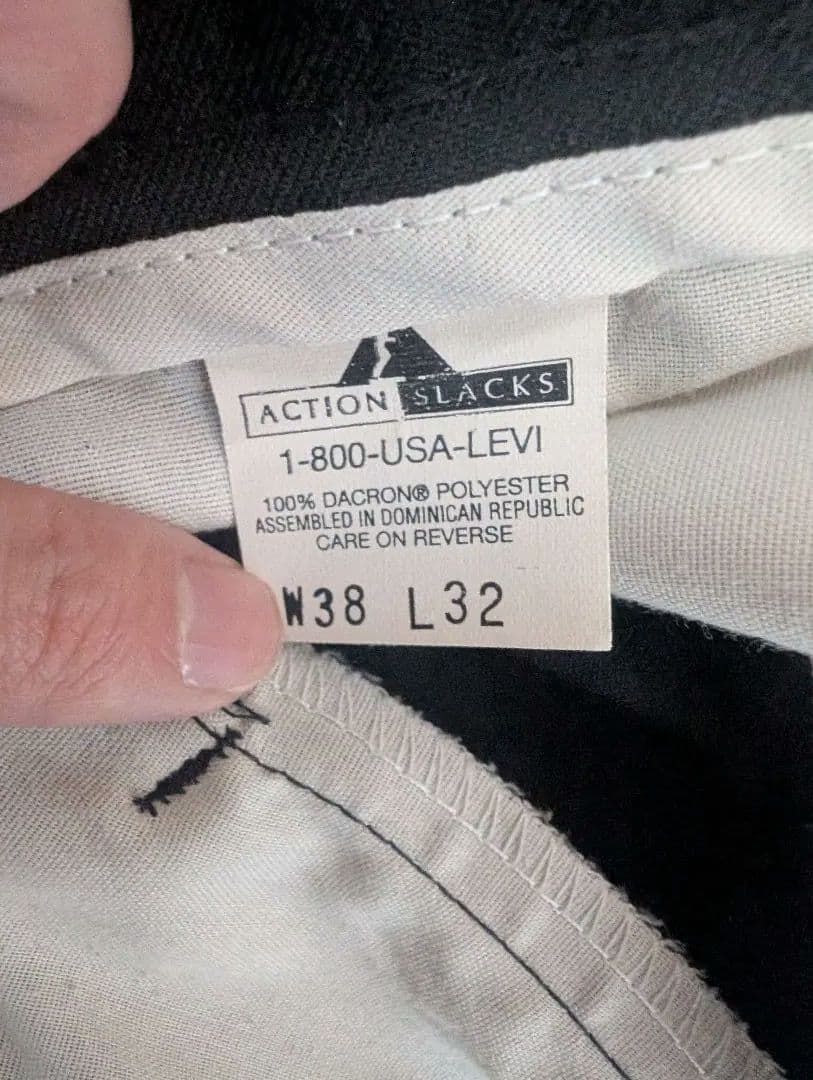 ACTION SLACKS
1-800-USA-LEVI
100% DACRON® POLYESTER
ASSEMBLED IN DOMINICAN REPUBLIC
CARE ON REVERSE
W38 L32